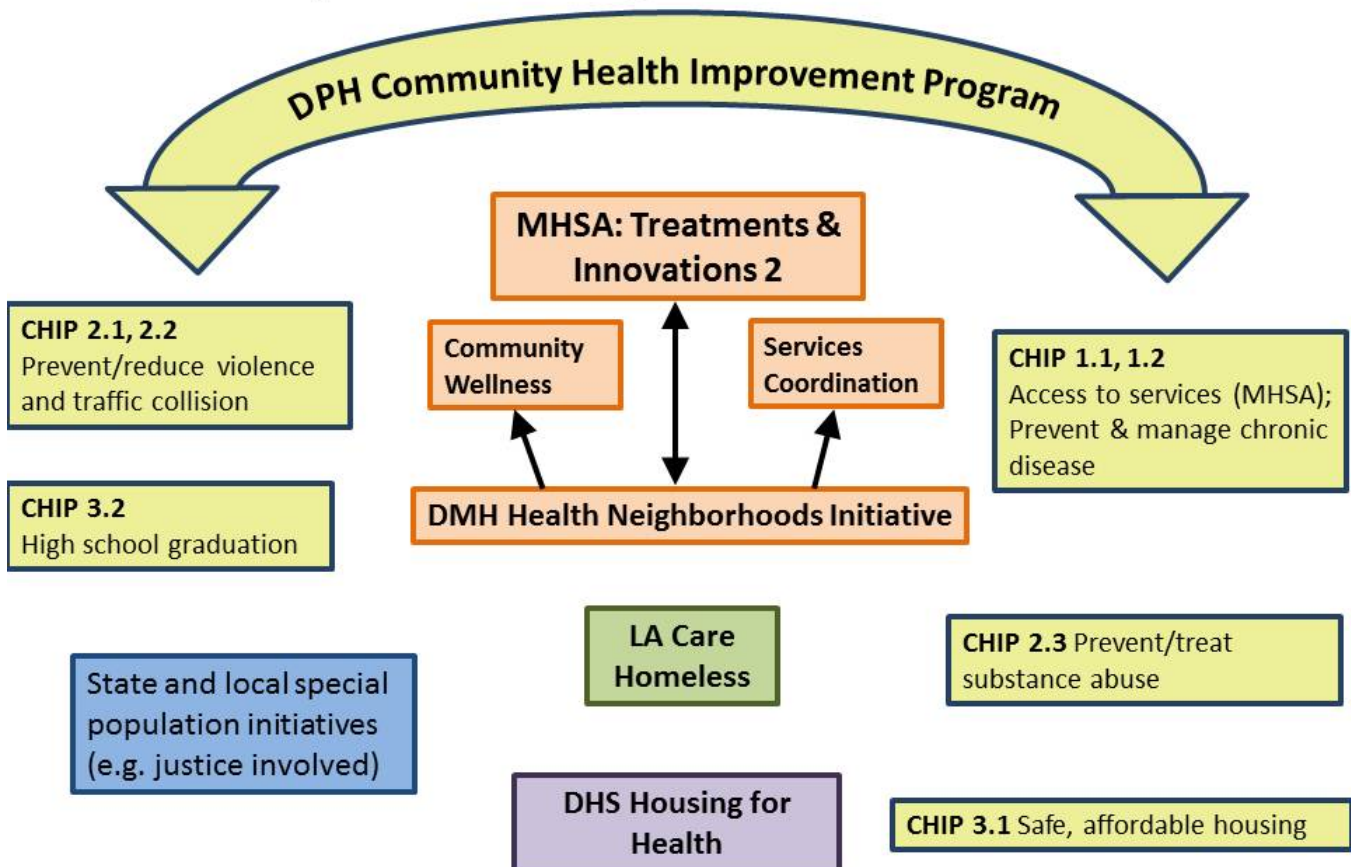 DPH Community Health Improvement Program
MHSA: Treatments &
Innovations 2
CHIP 2.1, 2.2
Prevent/reduce violence
and traffic collision
Community
Wellness
Services
Coordination
CHIP 1.1, 1.2
Access to services (MHSA);
Prevent & manage chronic
disease
CHIP 3.2
High school graduation
DMH Health Neighborhoods Initiative
LA Care
Homeless
CHIP 2.3 Prevent/treat
substance abuse
State and local special
population initiatives
(e.g. justice involved)
DHS Housing for
Health
CHIP 3.1 Safe, affordable housing